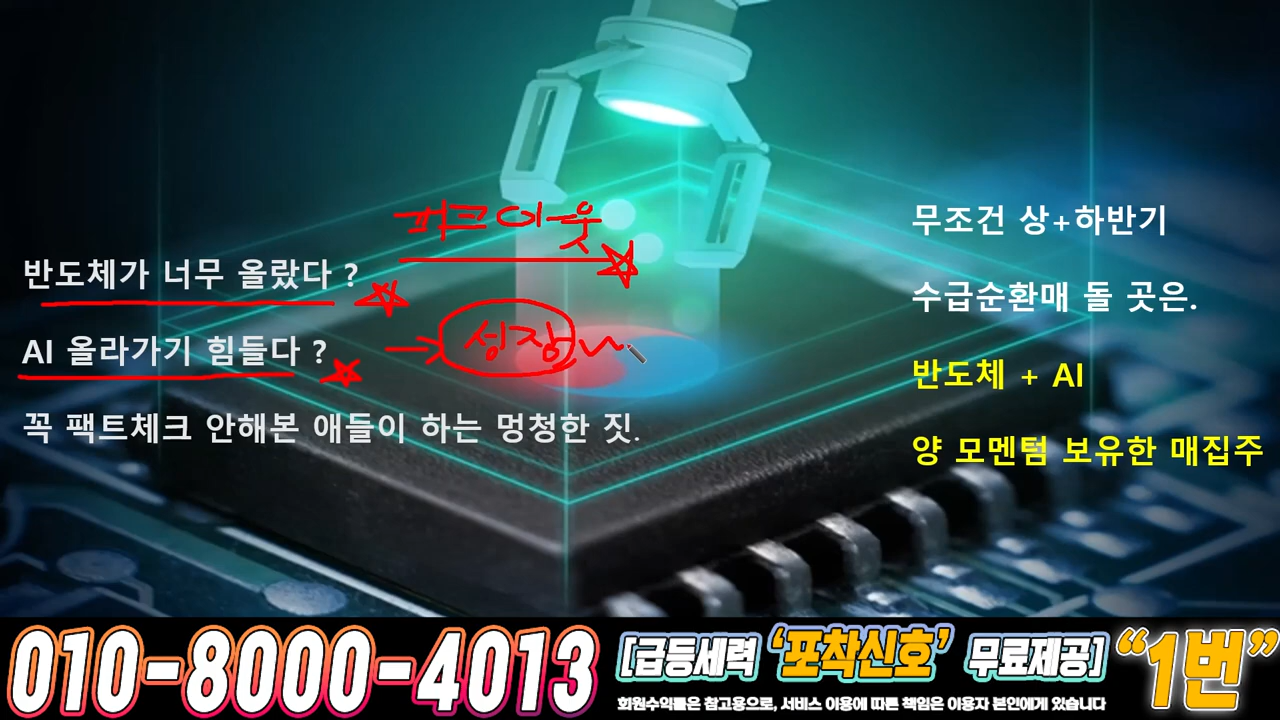 피크이웃
반도체가 너무 올랐다 ?
AI 올라가기 힘들다 ?
성장
꼭 팩트체크 안해본 애들이 하는 멍청한 짓.
무조건 상+하반기
수급순환매 돌 곳은.
반도체 + AI
양 모멘텀 보유한 매집주
010-8000-4013
[급등세력 ‘포착신호’ 무료제공] “1번”
회원수익률은 참고용으로, 서비스 이용에 따른 책임은 이용자 본인에게 있습니다